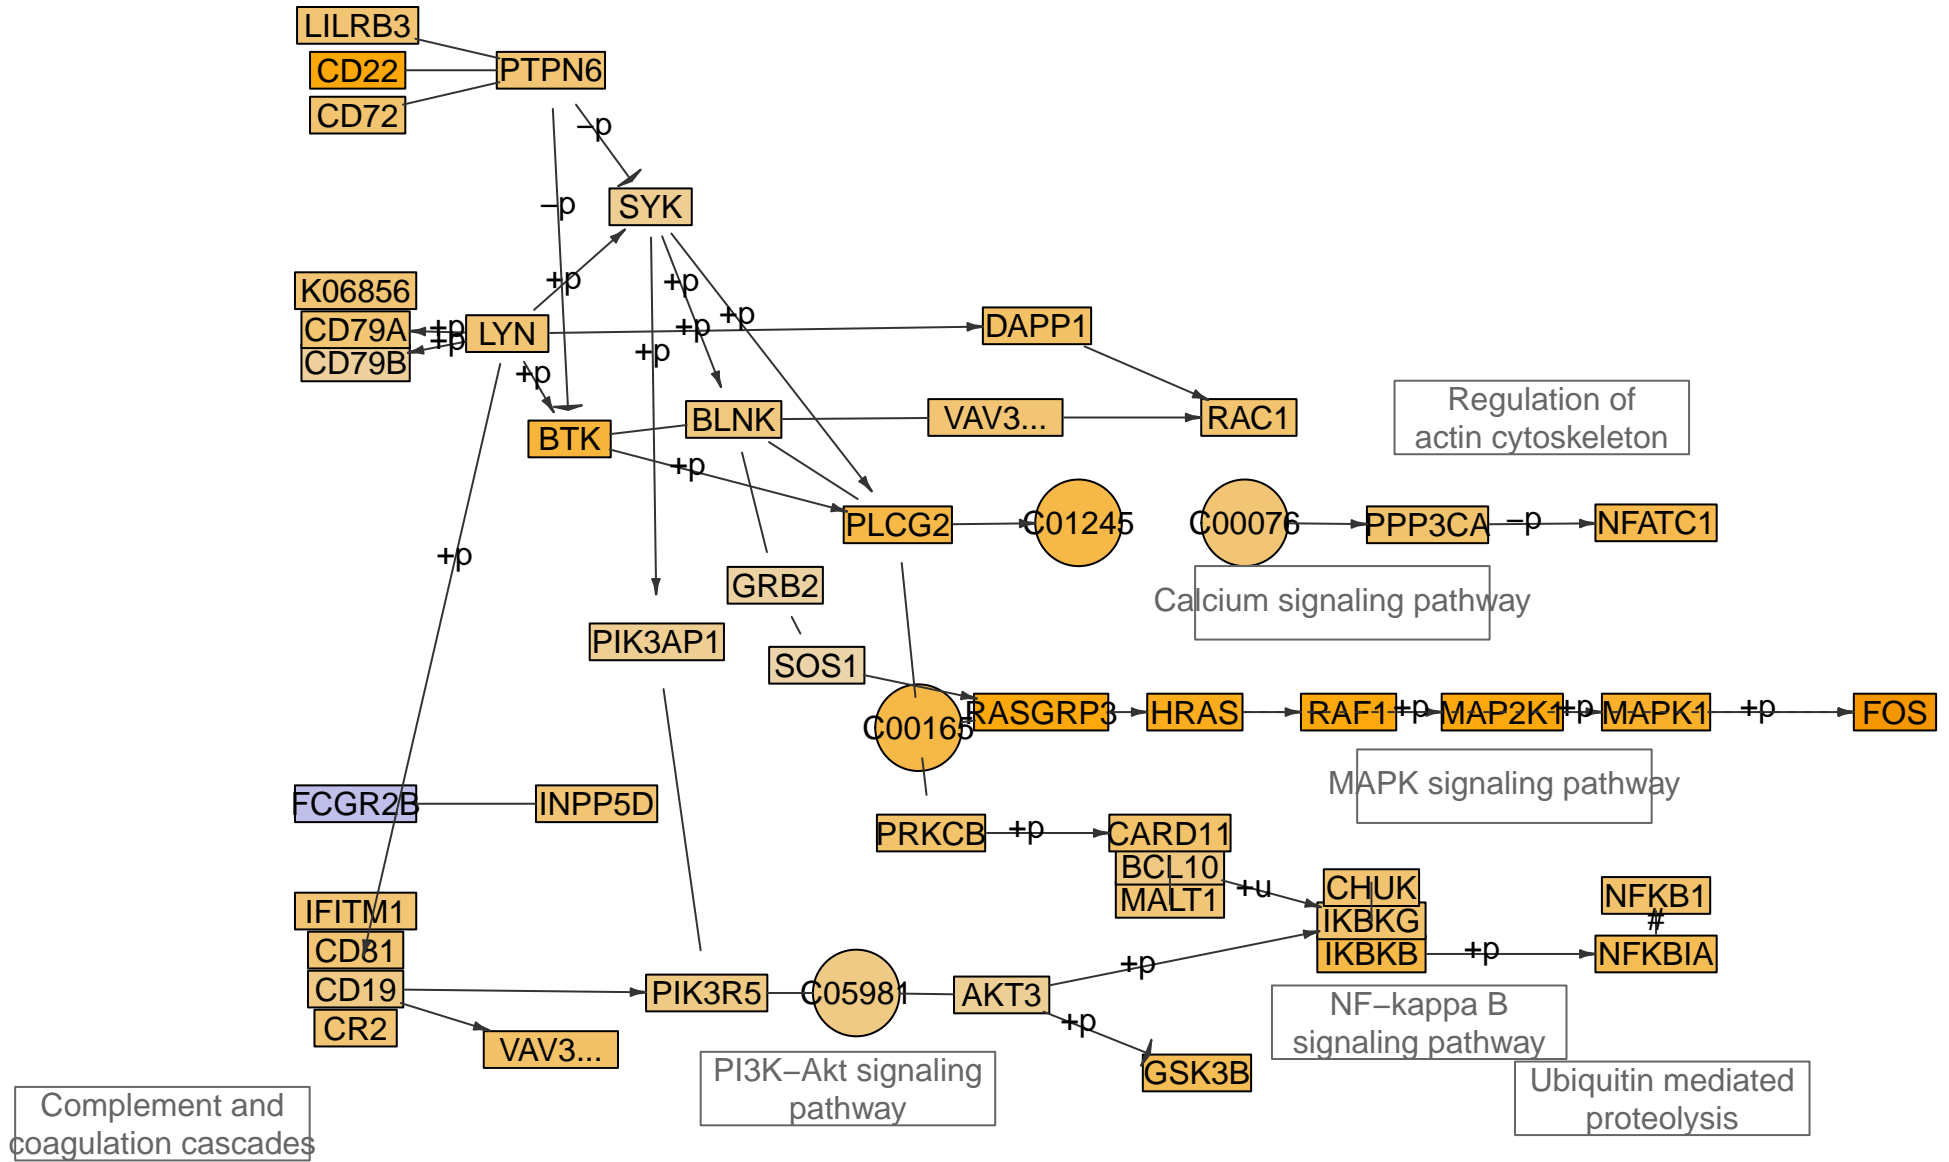 LILRB3
CD22
PTPN6
CD72
–p
SYK
–p
+p
+p
K06856
CD79A
+p
LYN
+p
+p
DAPP1
CD79B
+p
+p
+p
BTK
BLNK
VAV3...
RAC1
Regulation of
actin cytoskeleton
+p
PLCG2
C01245
C00076
PPP3CA
–p
NFATC1
+p
GRB2
Calcium signaling pathway
PIK3AP1
SOS1
C00165
RASGRP3
HRAS
RAF1
+p
MAP2K1
+p
MAPK1
+p
FOS
MAPK signaling pathway
FCGR2B
INPP5D
PRKCB
+p
CARD11
BCL10
MALT1
+u
CHUK
IKBKG
IKBKB
NFKB1
#
+p
NFKBIA
IFITM1
CD81
CD19
CR2
VAV3...
PIK3R5
C05981
AKT3
+p
+p
GSK3B
NF–kappa B
signaling pathway
PI3K–Akt signaling
pathway
Ubiquitin mediated
proteolysis
Complement and
coagulation cascades